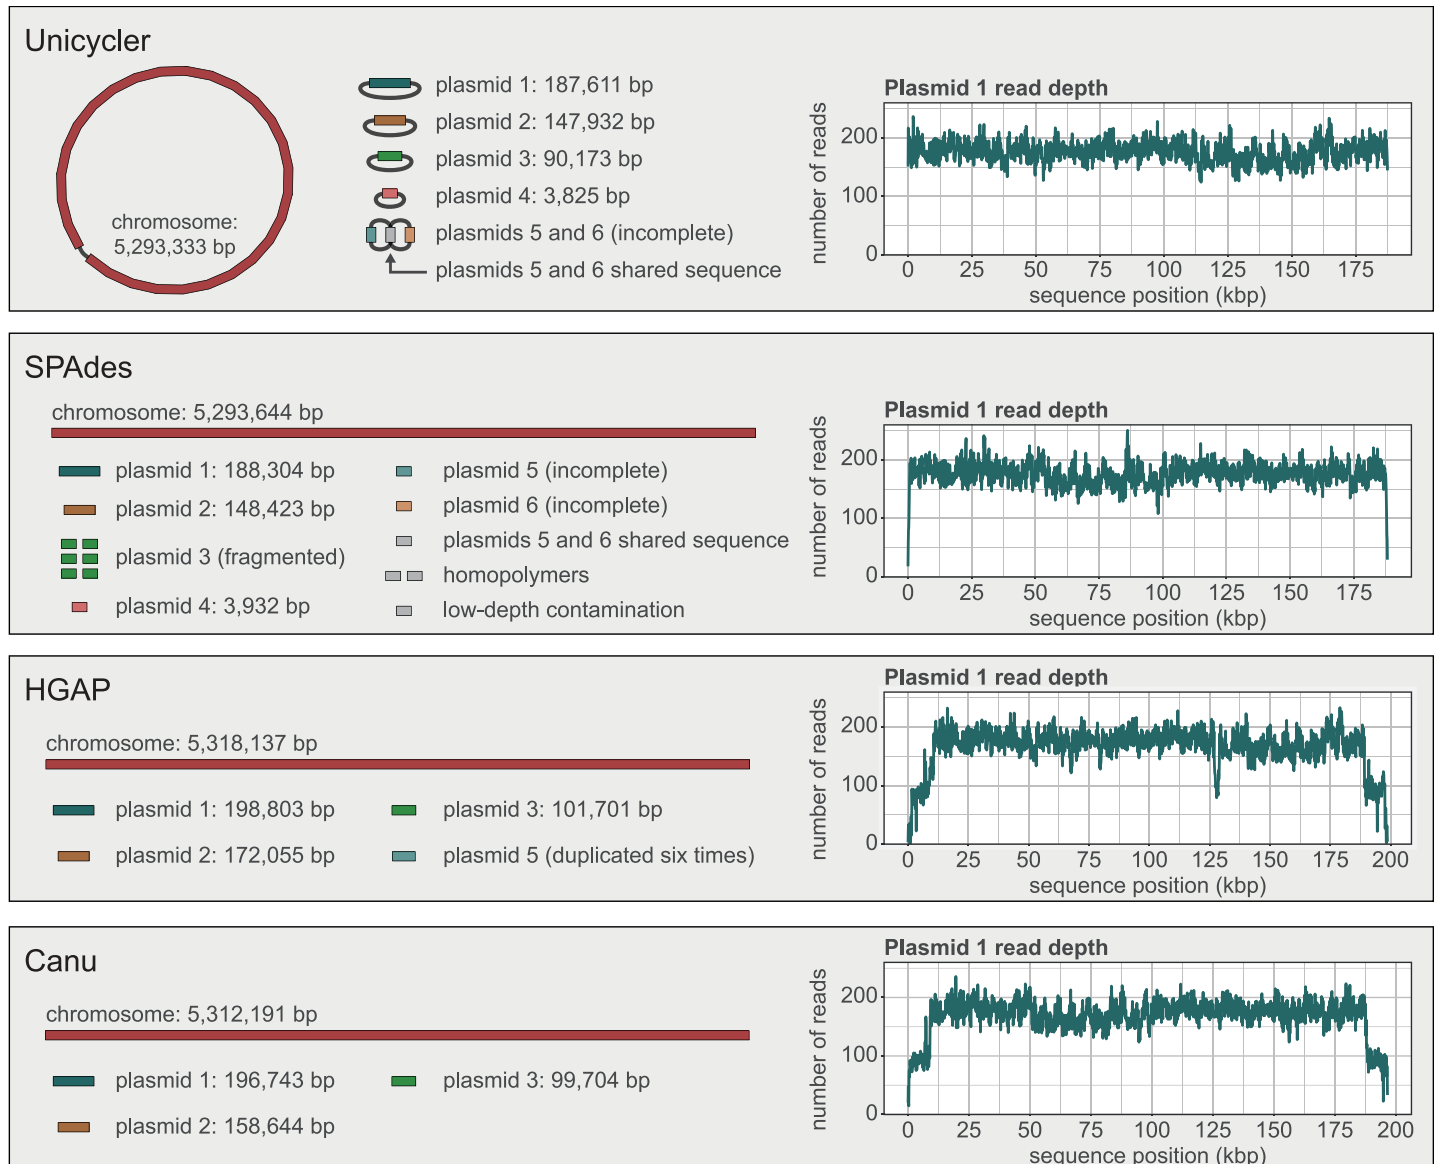 Unicycler
chromosome:
5,293,333 bp
plasmid 1: 187,611 bp
plasmid 2: 147,932 bp
plasmid 3: 90,173 bp
plasmid 4: 3,825 bp
plasmids 5 and 6 (incomplete)
plasmids 5 and 6 shared sequence
Plasmid 1 read depth
number of reads
200
100
0
0 25 50 75 100 125 150 175
sequence position (kbp)
SPAdes
chromosome: 5,293,644 bp
plasmid 1: 188,304 bp
plasmid 2: 148,423 bp
plasmid 3 (fragmented)
plasmid 4: 3,932 bp
plasmid 5 (incomplete)
plasmid 6 (incomplete)
plasmids 5 and 6 shared sequence
homopolymers
low-depth contamination
Plasmid 1 read depth
number of reads
200
100
0
0 25 50 75 100 125 150 175
sequence position (kbp)
HGAP
chromosome: 5,318,137 bp
plasmid 1: 198,803 bp
plasmid 2: 172,055 bp
plasmid 3: 101,701 bp
plasmid 5 (duplicated six times)
Plasmid 1 read depth
number of reads
200
100
0
0 25 50 75 100 125 150 175 200
sequence position (kbp)
Canu
chromosome: 5,312,191 bp
plasmid 1: 196,743 bp
plasmid 2: 158,644 bp
plasmid 3: 99,704 bp
Plasmid 1 read depth
number of reads
200
100
0
0 25 50 75 100 125 150 175 200
sequence position (kbp)